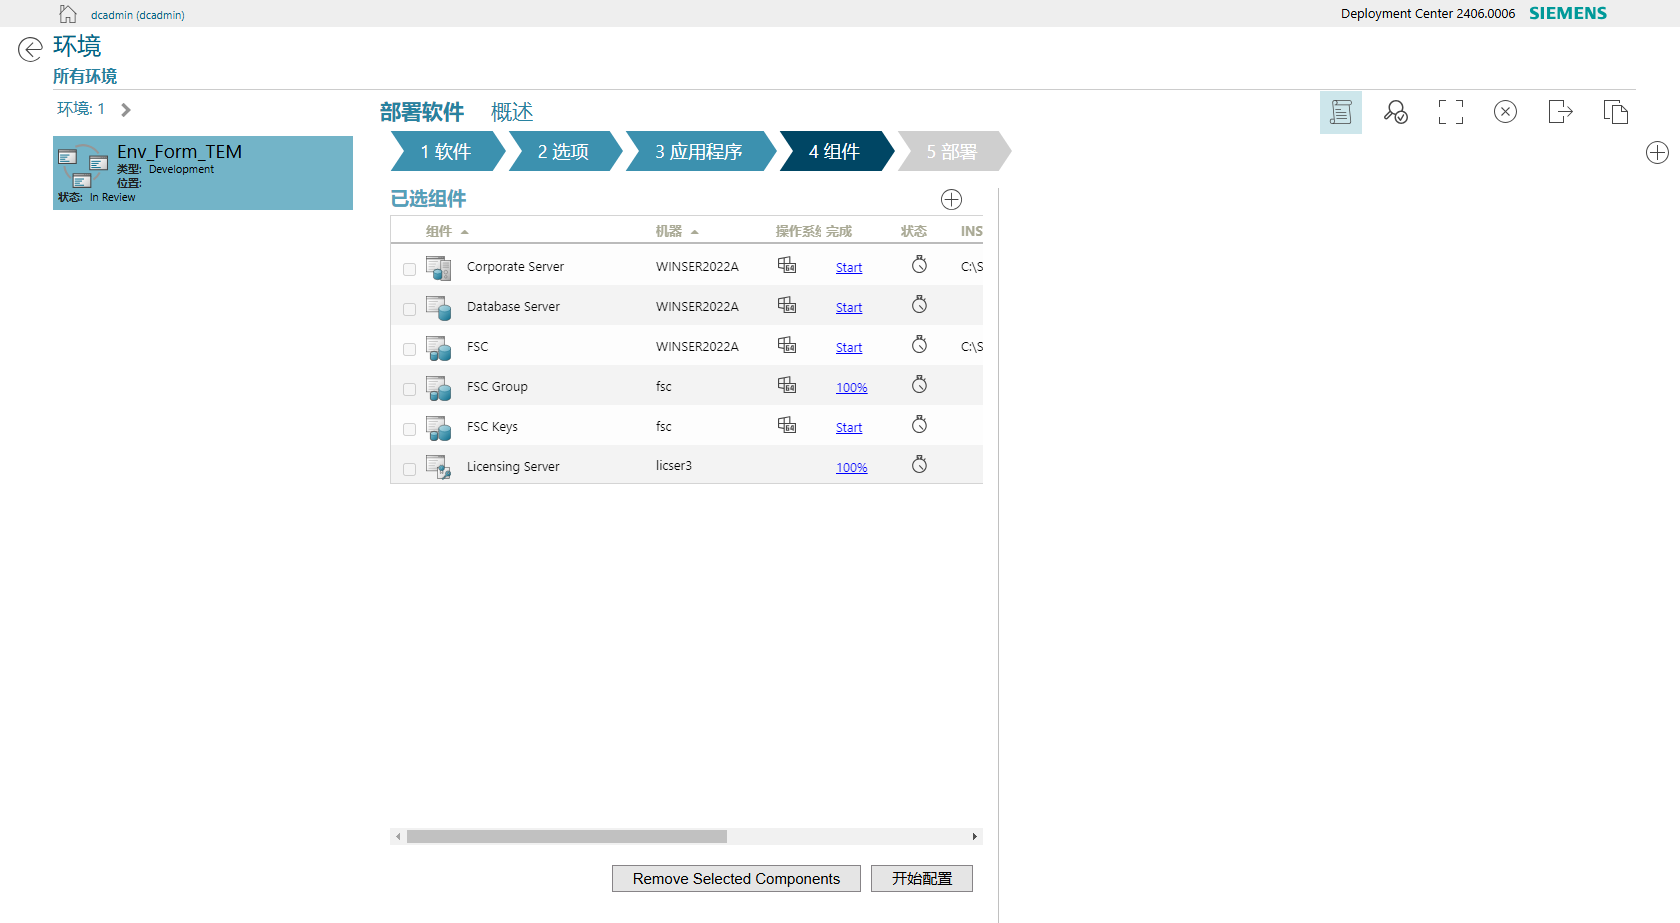 dcadmin (dcadmin)
Deployment Center 2406.0006 SIEMENS
环境
所有环境
环境: 1
部署软件 概述
Env_Form_TEM
类型: Development
位置:
状态: In Review
1 软件 2 选项 3 应用程序 4 组件 5 部署
已选组件
组件 机器 操作系统 完成 状态 INS
Corporate Server WINSER2022A 64 Start C:\S
Database Server WINSER2022A 64 Start
FSC WINSER2022A 64 Start C:\S
FSC Group fsc 64 100%
FSC Keys fsc 64 Start
Licensing Server licser3 100%
Remove Selected Components 开始配置